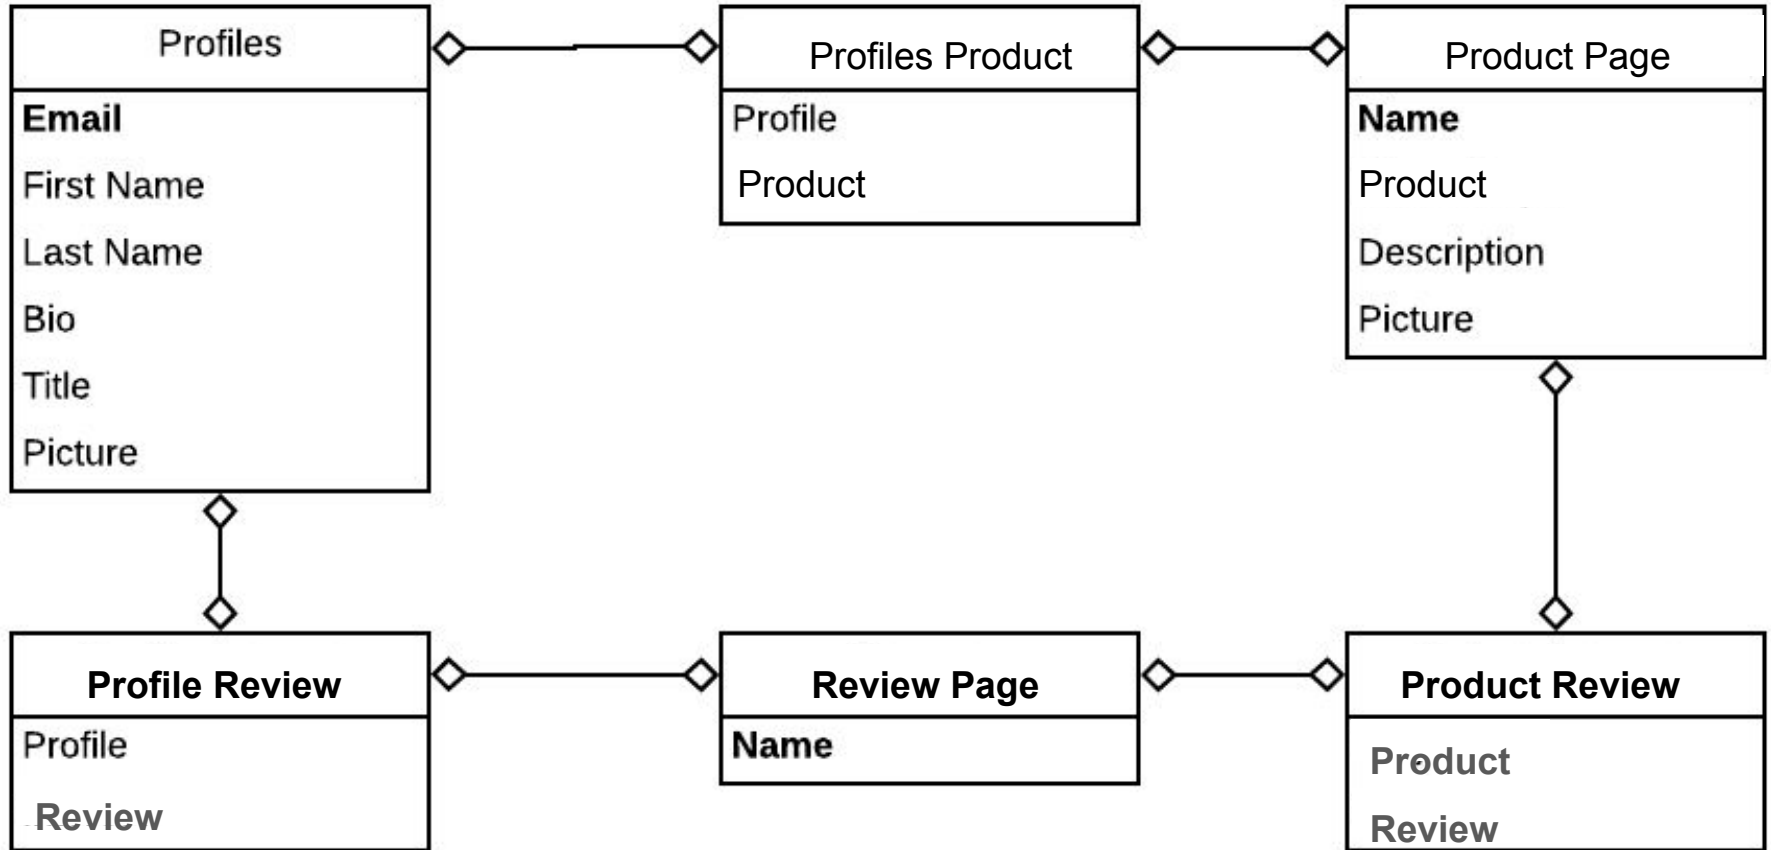 Profiles
Email
First Name
Last Name
Bio
Title
Picture
Profiles Product
Profile
Product
Product Page
Name
Product
Description
Picture
Profile Review
Profile
Review
Review Page
Name
Product Review
Product
Review